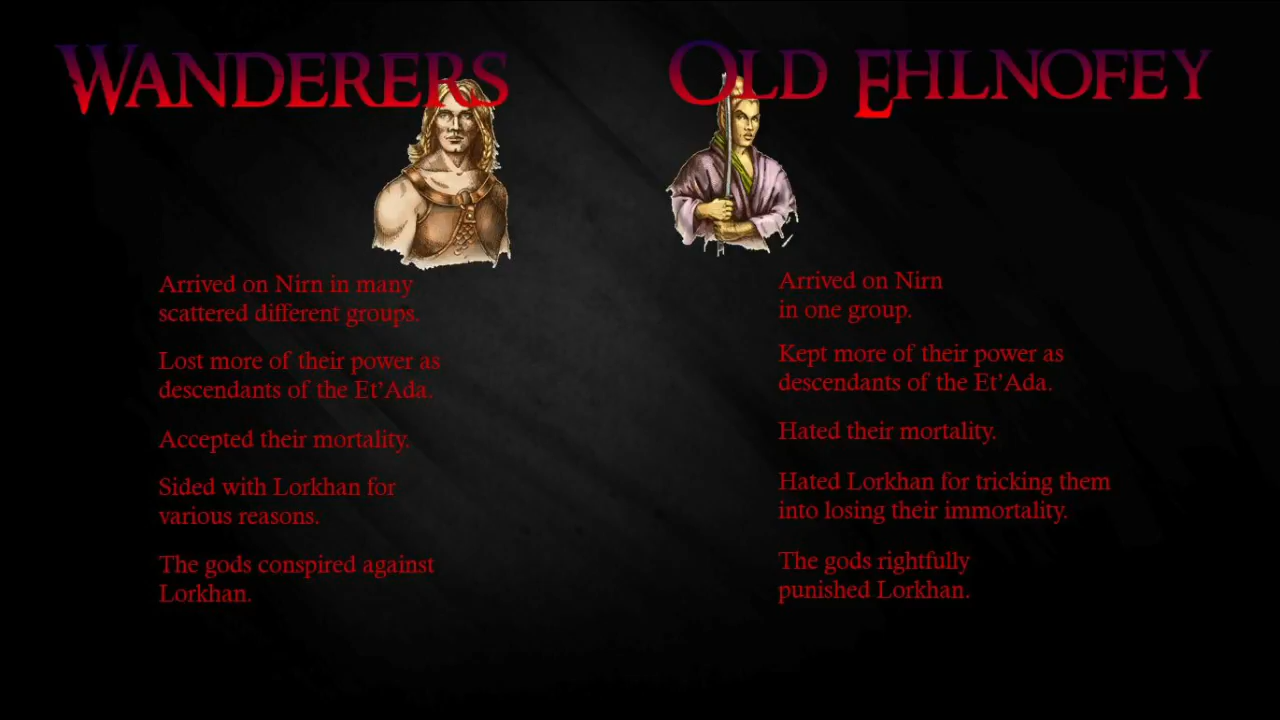 Wanderers
Arrived on Nirn in many
scattered different groups.
Lost more of their power as
descendants of the Et'Ada.
Accepted their mortality.
Sided with Lorkhan for
various reasons.
The gods conspired against
Lorkhan.
Old Ehlnofey
Arrived on Nirn
in one group.
Kept more of their power as
descendants of the Et'Ada.
Hated their mortality.
Hated Lorkhan for tricking them
into losing their immortality.
The gods rightfully
punished Lorkhan.